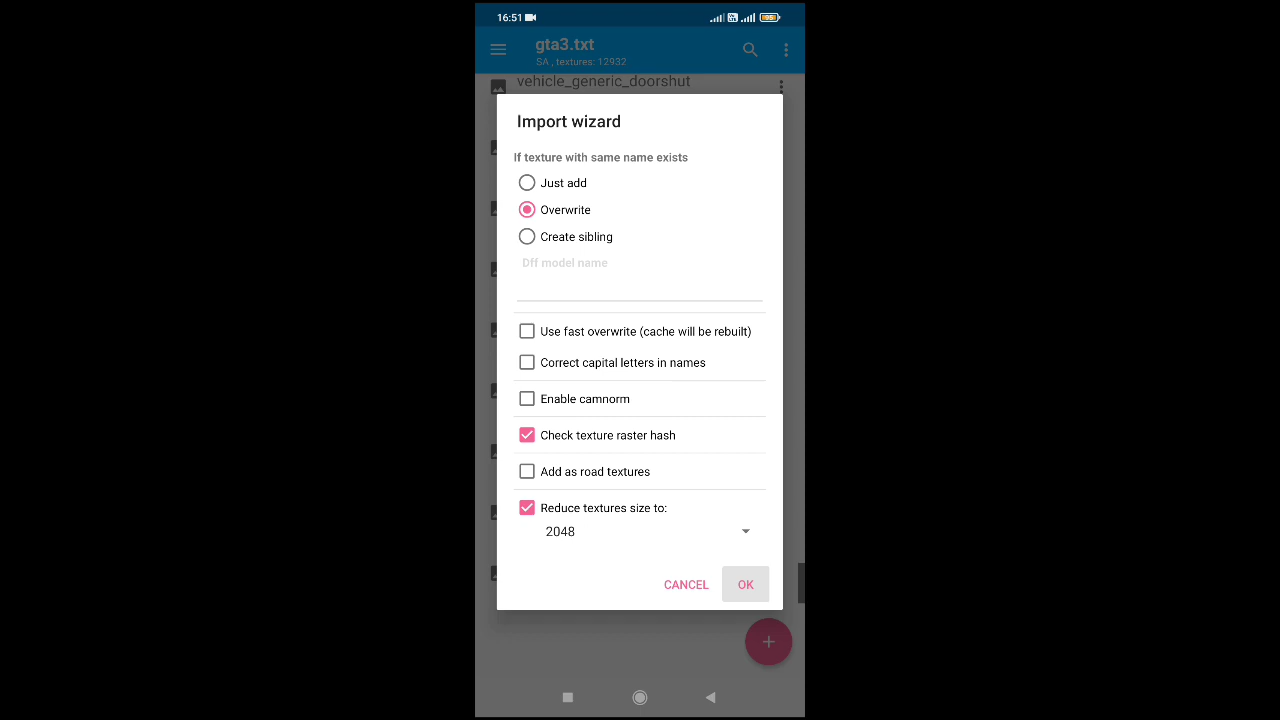 16:51
95
gta3.txt
SA , textures: 12932
vehicle_generic_doorshut
Import wizard
If texture with same name exists
Just add
Overwrite
Create sibling
Dff model name
Use fast overwrite (cache will be rebuilt)
Correct capital letters in names
Enable camnorm
Check texture raster hash
Add as road textures
Reduce textures size to:
2048
CANCEL
OK